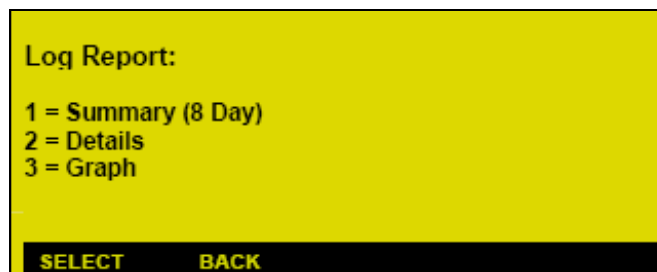 Log Report:
1 = Summary (8 Day)
2 = Details
3 = Graph
SELECT BACK